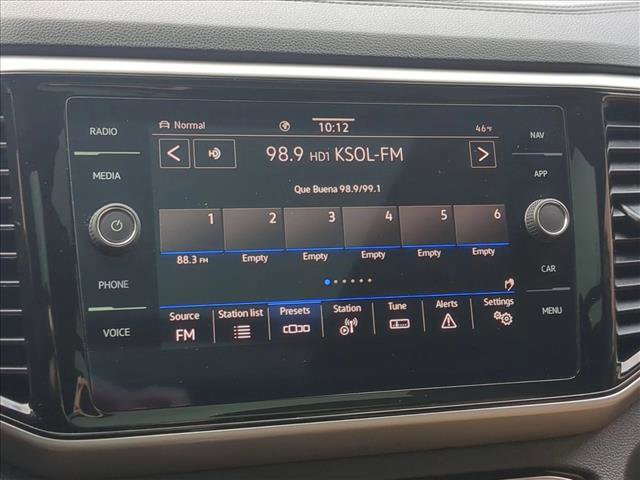 RADIO
MEDIA
PHONE
VOICE
Normal
10:12
46°F
98.9 HD1 KSOL-FM
Que Buena 98.9/99.1
1 2 3 4 5 6
88.3 FM Empty Empty Empty Empty Empty
Source Station list Presets Station Tune Alerts Settings
FM
NAV
APP
CAR
MENU